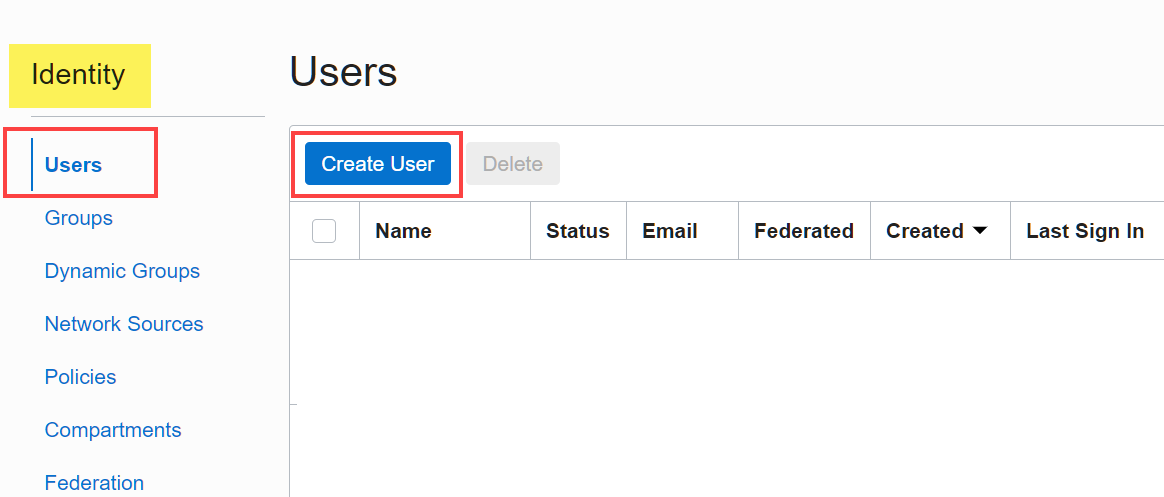 Identity
Users
Groups
Dynamic Groups
Network Sources
Policies
Compartments
Federation
Users
Create User Delete
Name Status Email Federated Created Last Sign In